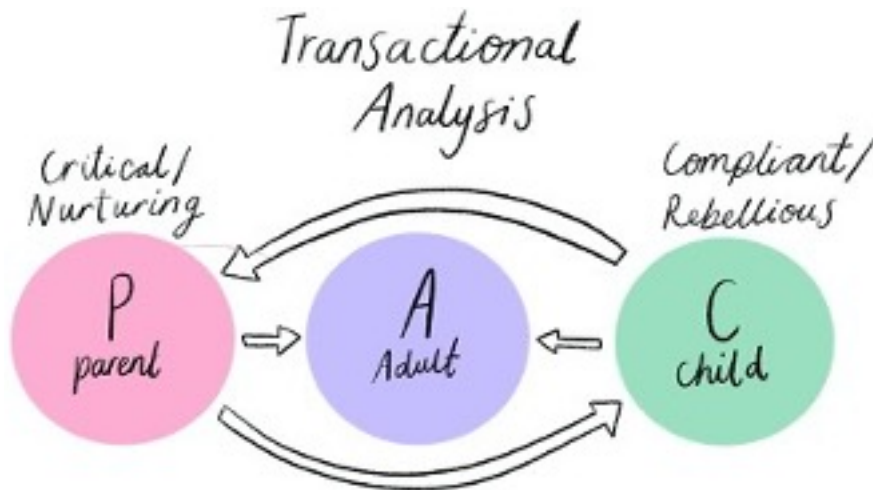 Transactional
Analysis
Critical/
Nurturing
Compliant/
Rebellious
P
parent
A
Adult
C
child